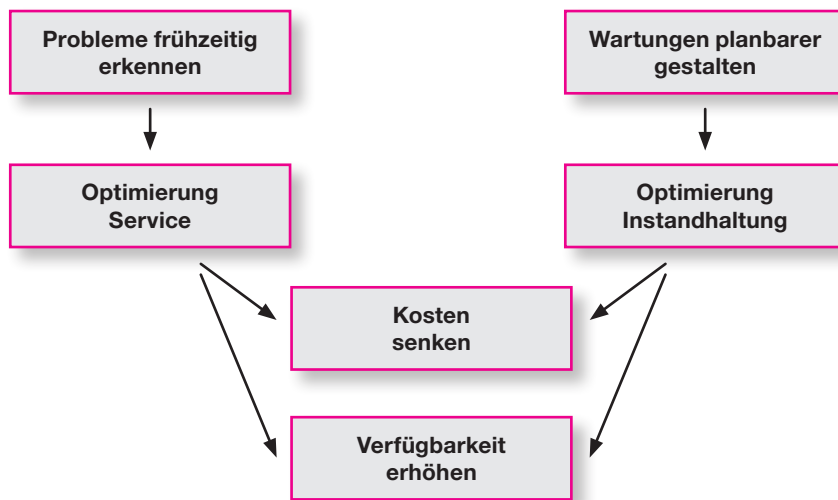 Probleme frühzeitig
erkennen
Wartungen planbarer
gestalten
Optimierung
Service
Optimierung
Instandhaltung
Kosten
senken
Verfügbarkeit
erhöhen